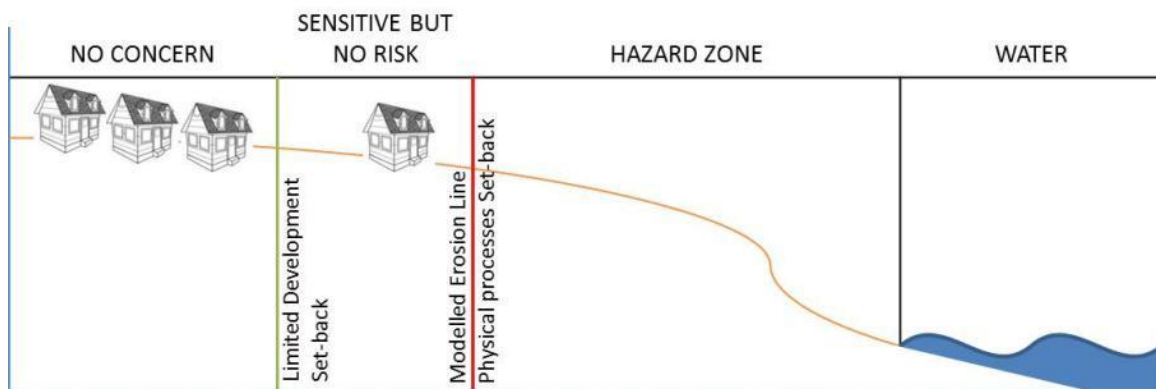 NO CONCERN
SENSITIVE BUT
NO RISK
HAZARD ZONE
WATER
Limited Development
Set-back
Modelled Erosion Line
Physical processes Set-back